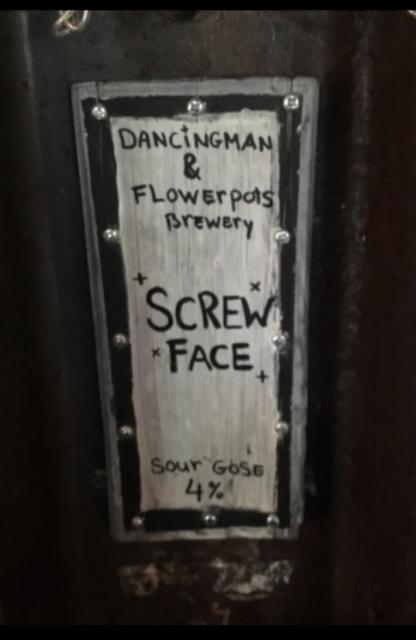 DANCINGMAN
&
FLOWERPOTS
BREWERY
SCREW
FACE
SOUR GOSE
4%